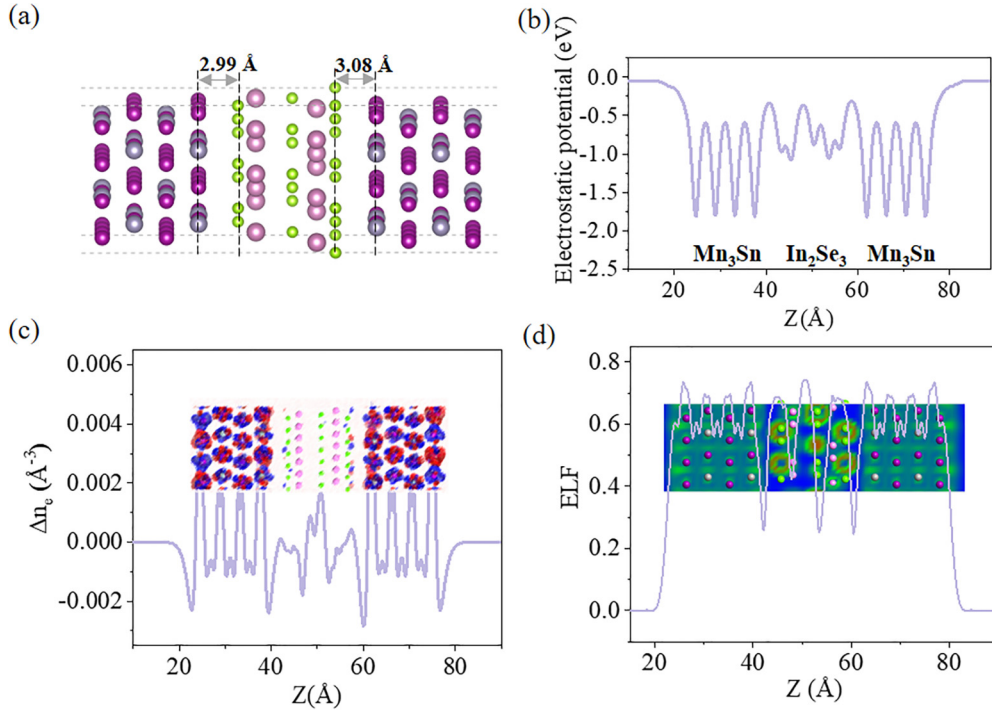 (a)
2.99 Å
3.08 Å
(b)
Electrostatic potential (eV)
0.0
-0.5
-1.0
-1.5
-2.0
-2.5
Mn₃Sn
In₂Se₃
Mn₃Sn
20
40
60
80
Z(Å)
(c)
Δnₑ (Å⁻³)
0.006
0.004
0.002
0.000
-0.002
20
40
60
80
Z(Å)
(d)
ELF
0.8
0.6
0.4
0.2
0.0
20
40
60
80
Z (Å)